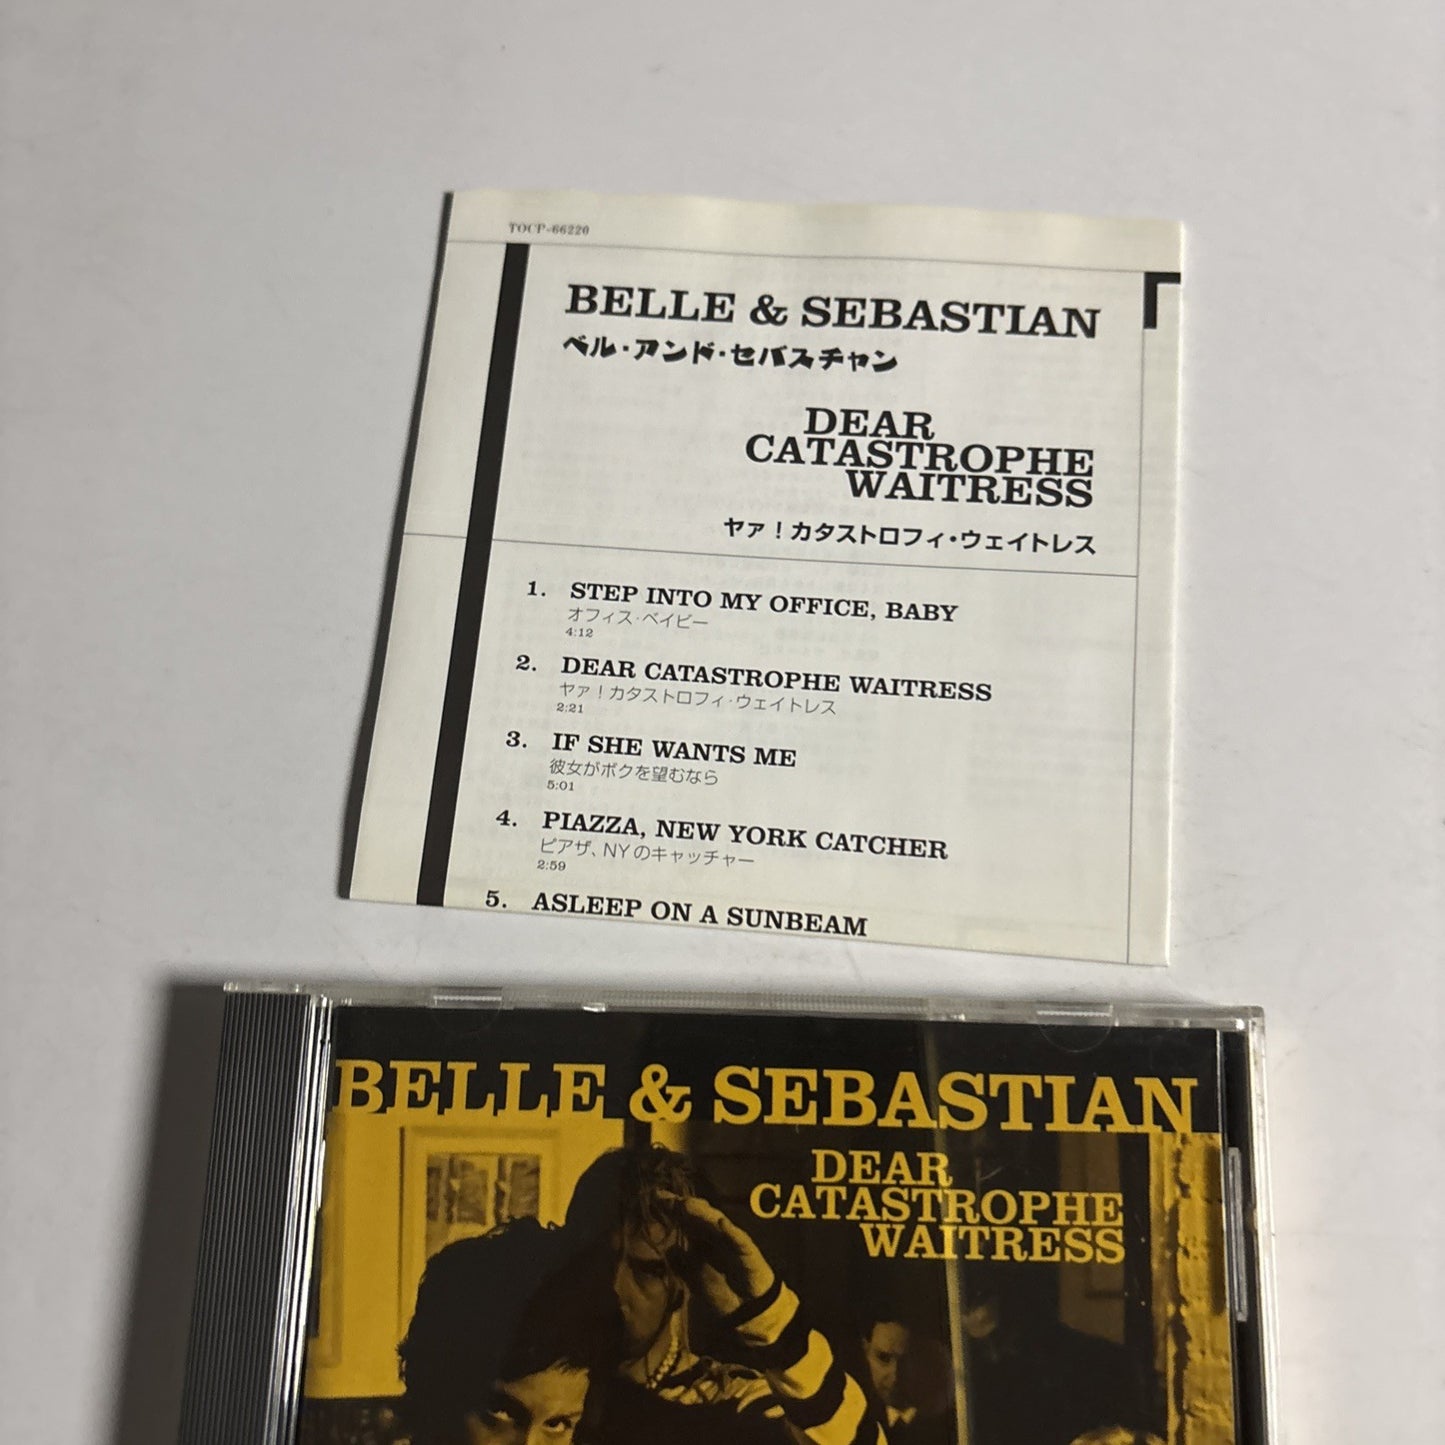 TOCP-66220
BELLE & SEBASTIAN
ベル・アンド・セバスチャン
DEAR
CATASTROPHE
WAITRESS
ヤァ！カタストロフィ・ウェイトレス
1. STEP INTO MY OFFICE, BABY
オフィス・ベイビー
4:12
2. DEAR CATASTROPHE WAITRESS
ヤァ！カタストロフィ・ウェイトレス
2:21
3. IF SHE WANTS ME
彼女がボクを望むなら
5:01
4. PIAZZA, NEW YORK CATCHER
ピアザ、NYのキャッチャー
2:59
5. ASLEEP ON A SUNBEAM
BELLE & SEBASTIAN
DEAR
CATASTROPHE
WAITRESS